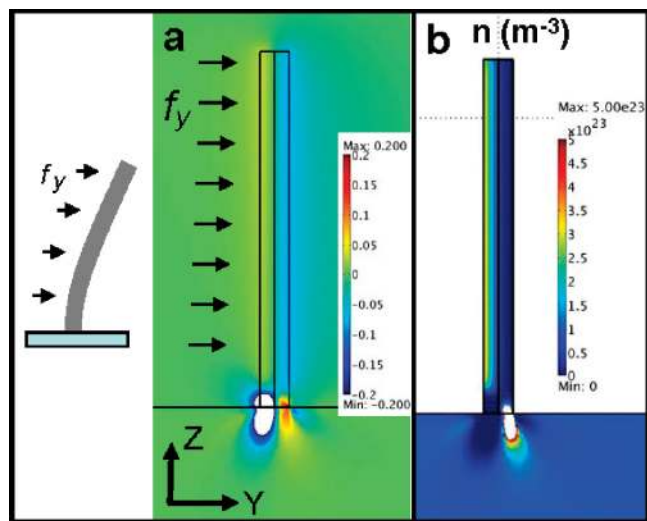 f_y
a
f_y
Max: 0.200
0.2
0.15
0.1
0.05
0
-0.05
-0.1
-0.15
-0.2
Min: -0.200
Z
Y
b n (m⁻³)
Max: 5.00e23
×10²³
5
4.5
4
3.5
3
2.5
2
1.5
1
0.5
0
Min: 0